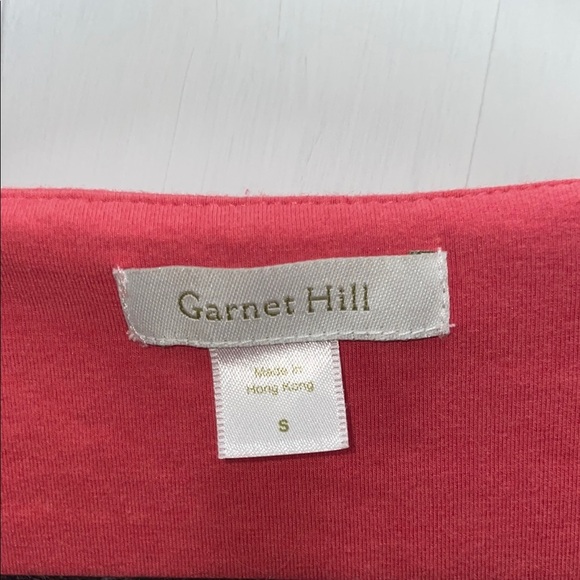 Garnet Hill
Made in
Hong Kong
S